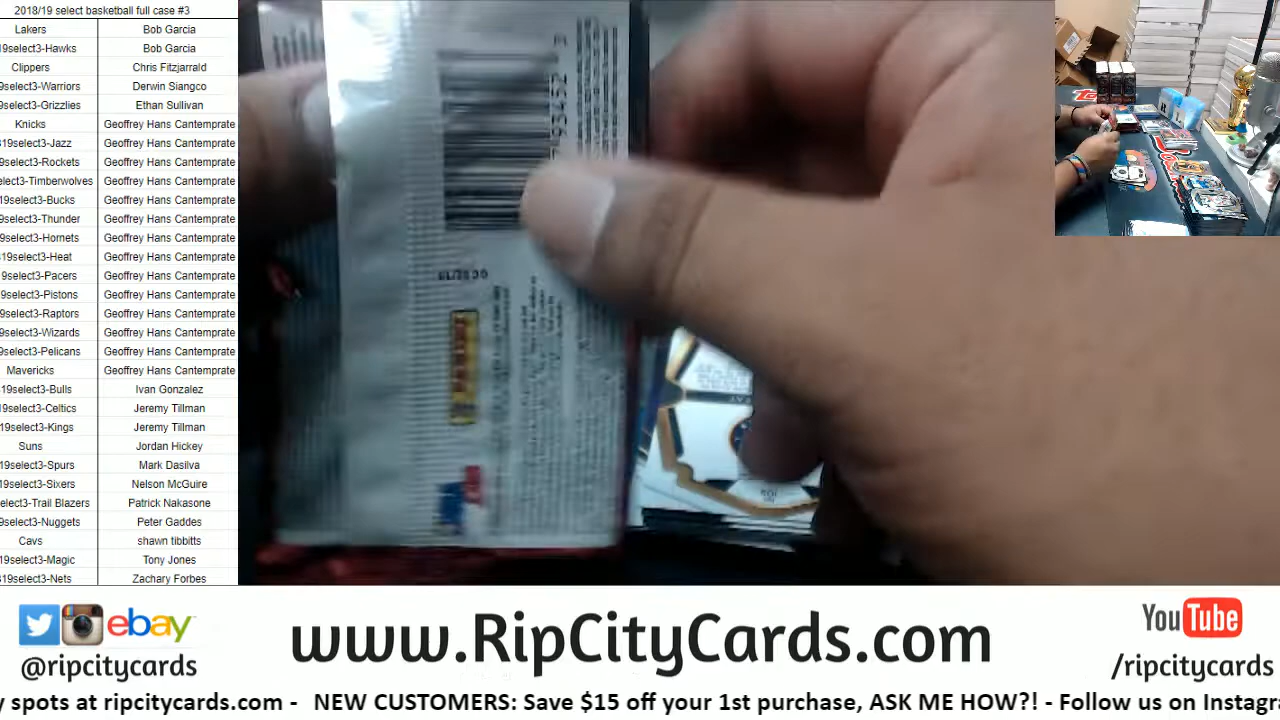 2018/19 select basketball full case #3
Lakers Bob Garcia
19select3-Hawks Bob Garcia
Clippers Chris Fitzjarrald
9select3-Warriors Derwin Siangco
9select3-Grizzlies Ethan Sullivan
Knicks Geoffrey Hans Cantemprate
19select3-Jazz Geoffrey Hans Cantemprate
9select3-Rockets Geoffrey Hans Cantemprate
elect3-Timberwolves Geoffrey Hans Cantemprate
19select3-Bucks Geoffrey Hans Cantemprate
9select3-Thunder Geoffrey Hans Cantemprate
9select3-Hornets Geoffrey Hans Cantemprate
19select3-Heat Geoffrey Hans Cantemprate
9select3-Pacers Geoffrey Hans Cantemprate
9select3-Pistons Geoffrey Hans Cantemprate
9select3-Raptors Geoffrey Hans Cantemprate
9select3-Wizards Geoffrey Hans Cantemprate
9select3-Pelicans Geoffrey Hans Cantemprate
Mavericks Geoffrey Hans Cantemprate
19select3-Bulls Ivan Gonzalez
9select3-Celtics Jeremy Tillman
19select3-Kings Jeremy Tillman
Suns Jordan Hickey
19select3-Spurs Mark Dasilva
19select3-Sixers Nelson McGuire
elect3-Trail Blazers Patrick Nakasone
9select3-Nuggets Peter Gaddes
Cavs shawn tibbitts
19select3-Magic Tony Jones
19select3-Nets Zachary Forbes
ebay
@ripcitycards
www.RipCityCards.com
YouTube
/ripcitycards
y spots at ripcitycards.com - NEW CUSTOMERS: Save $15 off your 1st purchase, ASK ME HOW?! - Follow us on Instagra